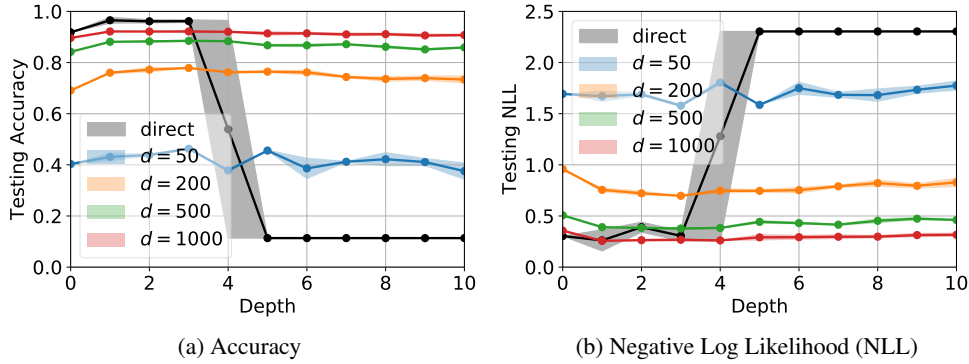 Testing Accuracy
1.0
0.8
0.6
0.4
0.2
0.0
direct
d = 50
d = 200
d = 500
d = 1000
0 2 4 6 8 10
Depth
(a) Accuracy
Testing NLL
2.5
2.0
1.5
1.0
0.5
0.0
direct
d = 50
d = 200
d = 500
d = 1000
0 2 4 6 8 10
Depth
(b) Negative Log Likelihood (NLL)